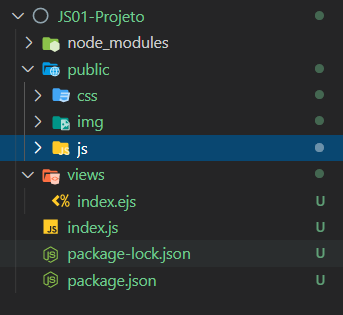 JS01-Projeto
node_modules
public
css
img
js
views
index.ejs U
index.js U
package-lock.json U
package.json U